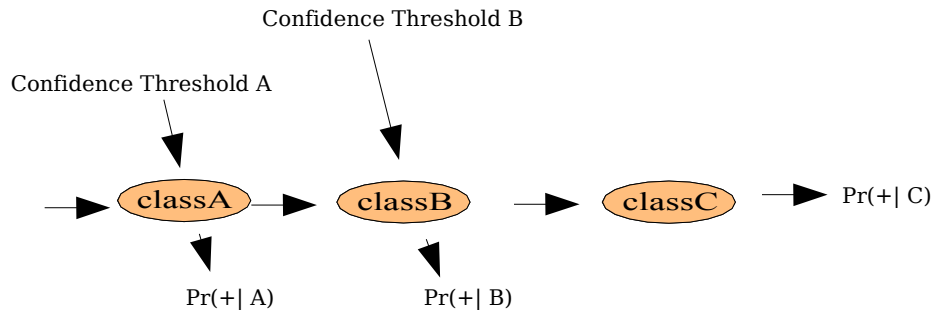 Confidence Threshold B
Confidence Threshold A
classA
classB
classC
Pr(+| C)
Pr(+| A)
Pr(+| B)